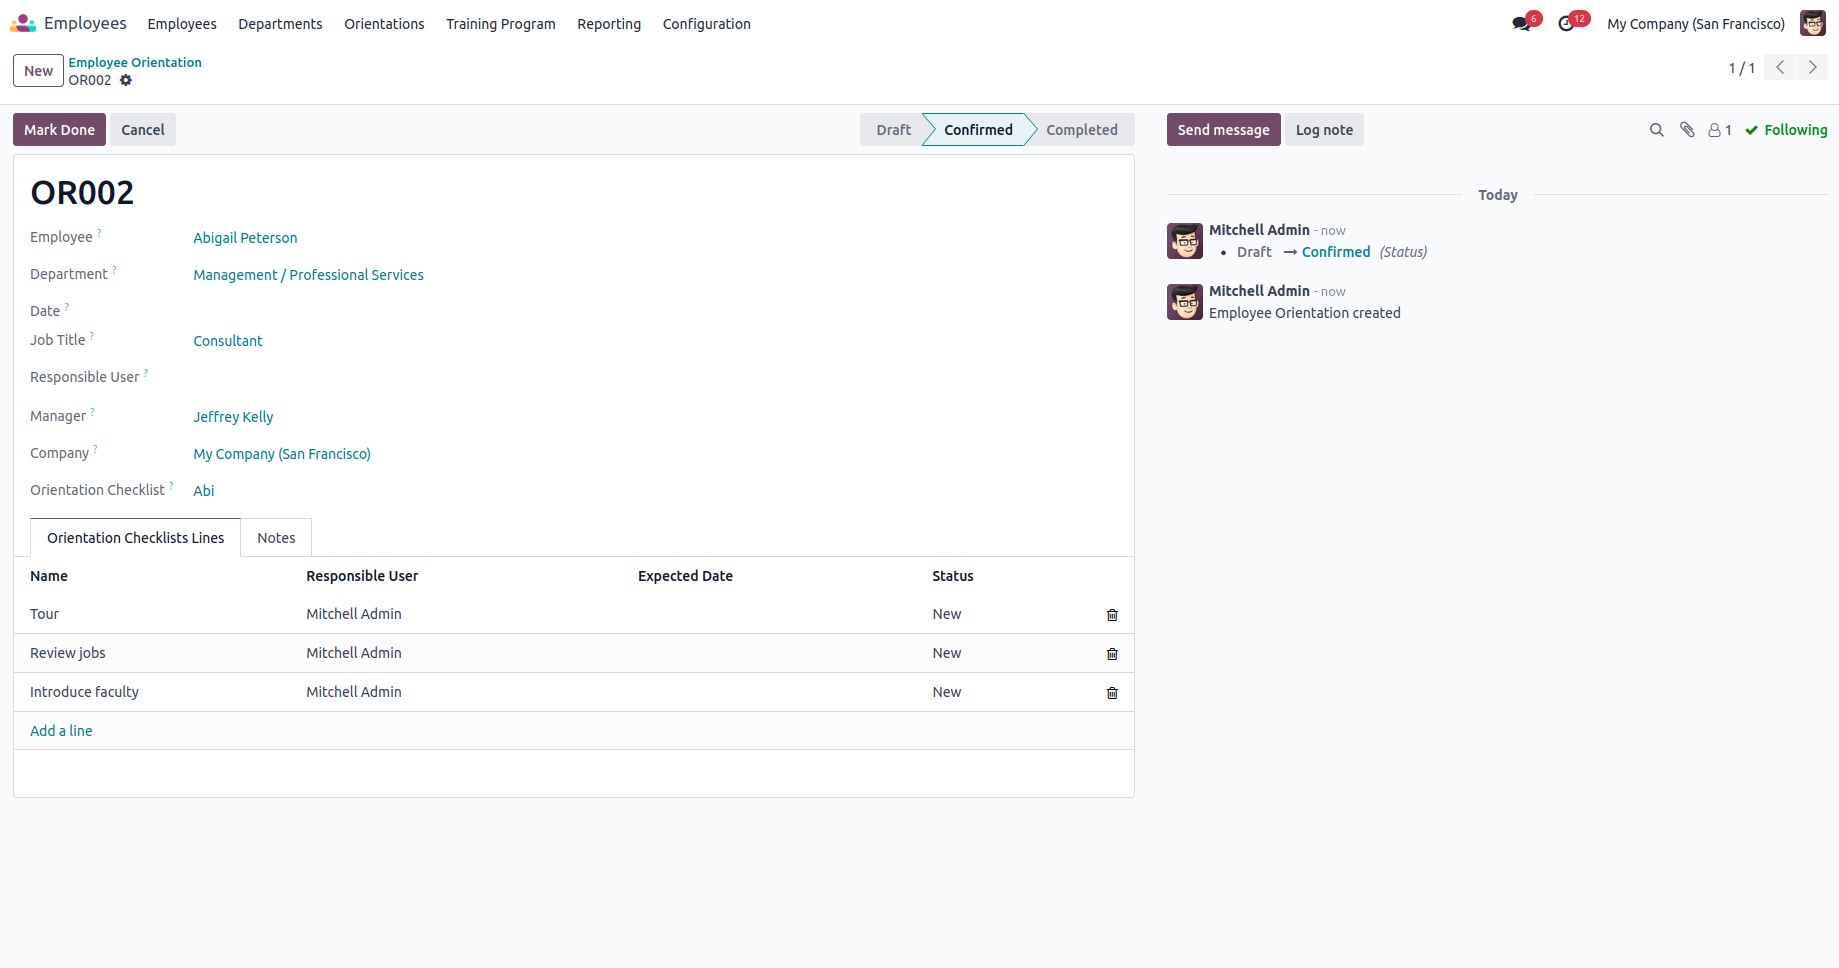 Employees Employees Departments Orientations Training Program Reporting Configuration 6 12 My Company (San Francisco)
New Employee Orientation
OR002
1 / 1
Mark Done Cancel Draft Confirmed Completed Send message Log note 1 Following
OR002
Employee ? Abigail Peterson
Department ? Management / Professional Services
Date ?
Job Title ? Consultant
Responsible User ?
Manager ? Jeffrey Kelly
Company ? My Company (San Francisco)
Orientation Checklist ? Abi
Orientation Checklists Lines Notes
Name Responsible User Expected Date Status
Tour Mitchell Admin New
Review jobs Mitchell Admin New
Introduce faculty Mitchell Admin New
Add a line
Today
Mitchell Admin - now
• Draft → Confirmed (Status)
Mitchell Admin - now
Employee Orientation created